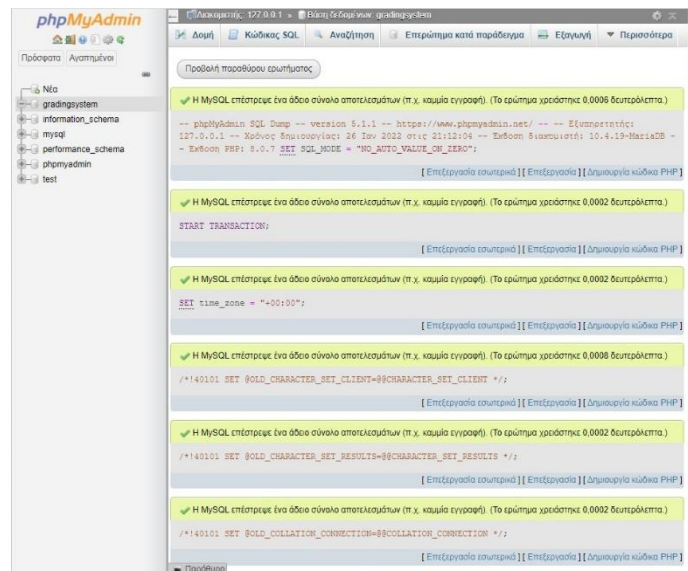 phpMyAdmin
Πρόσφατα Αγαπημένοι
Νέα
gradingsystem
information_schema
mysql
performance_schema
phpmyadmin
test
Διακομιστής: 127.0.0.1 » Βάση δεδομένων: gradingsystem
Δομή Κώδικας SQL Αναζήτηση Επερώτημα κατά παράδειγμα Εξαγωγή Περισσότερα
Προβολή παραθύρου ερωτήματος
Η MySQL επέστρεψε ένα άδειο σύνολο αποτελεσμάτων (π.χ. καμμία εγγραφή). (Το ερώτημα χρειάστηκε 0,0006 δευτερόλεπτα.)
-- phpMyAdmin SQL Dump -- version 5.1.1 -- https://www.phpmyadmin.net/ -- -- Εξυπηρετητής:
127.0.0.1 -- Χρόνος δημιουργίας: 26 Ιαν 2022 στις 21:12:04 -- Έκδοση διακομιστή: 10.4.19-MariaDB -
- Έκδοση PHP: 8.0.7 SET SQL_MODE = "NO_AUTO_VALUE_ON_ZERO";
[ Επεξεργασία εσωτερικά ] [ Επεξεργασία ] [ Δημιουργία κώδικα PHP ]
Η MySQL επέστρεψε ένα άδειο σύνολο αποτελεσμάτων (π.χ. καμμία εγγραφή). (Το ερώτημα χρειάστηκε 0,0002 δευτερόλεπτα.)
START TRANSACTION;
[ Επεξεργασία εσωτερικά ] [ Επεξεργασία ] [ Δημιουργία κώδικα PHP ]
Η MySQL επέστρεψε ένα άδειο σύνολο αποτελεσμάτων (π.χ. καμμία εγγραφή). (Το ερώτημα χρειάστηκε 0,0002 δευτερόλεπτα.)
SET time_zone = "+00:00";
[ Επεξεργασία εσωτερικά ] [ Επεξεργασία ] [ Δημιουργία κώδικα PHP ]
Η MySQL επέστρεψε ένα άδειο σύνολο αποτελεσμάτων (π.χ. καμμία εγγραφή). (Το ερώτημα χρειάστηκε 0,0008 δευτερόλεπτα.)
/*!40101 SET @OLD_CHARACTER_SET_CLIENT=@@CHARACTER_SET_CLIENT */;
[ Επεξεργασία εσωτερικά ] [ Επεξεργασία ] [ Δημιουργία κώδικα PHP ]
Η MySQL επέστρεψε ένα άδειο σύνολο αποτελεσμάτων (π.χ. καμμία εγγραφή). (Το ερώτημα χρειάστηκε 0,0002 δευτερόλεπτα.)
/*!40101 SET @OLD_CHARACTER_SET_RESULTS=@@CHARACTER_SET_RESULTS */;
[ Επεξεργασία εσωτερικά ] [ Επεξεργασία ] [ Δημιουργία κώδικα PHP ]
Η MySQL επέστρεψε ένα άδειο σύνολο αποτελεσμάτων (π.χ. καμμία εγγραφή). (Το ερώτημα χρειάστηκε 0,0002 δευτερόλεπτα.)
/*!40101 SET @OLD_COLLATION_CONNECTION=@@COLLATION_CONNECTION */;
[ Επεξεργασία εσωτερικά ] [ Επεξεργασία ] [ Δημιουργία κώδικα PHP ]
Παράθυρο